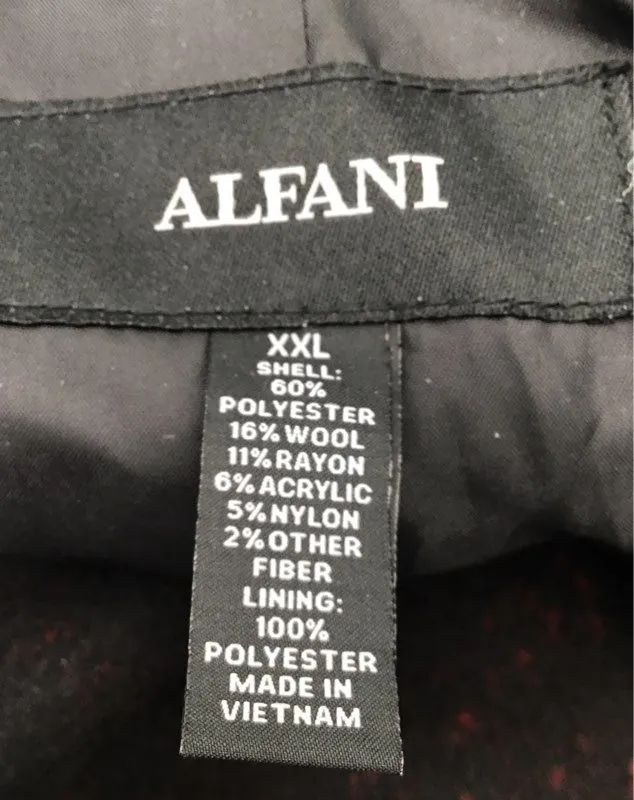 ALFANI
XXL
SHELL:
60%
POLYESTER
16% WOOL
11% RAYON
6% ACRYLIC
5% NYLON
2% OTHER
FIBER
LINING:
100%
POLYESTER
MADE IN
VIETNAM